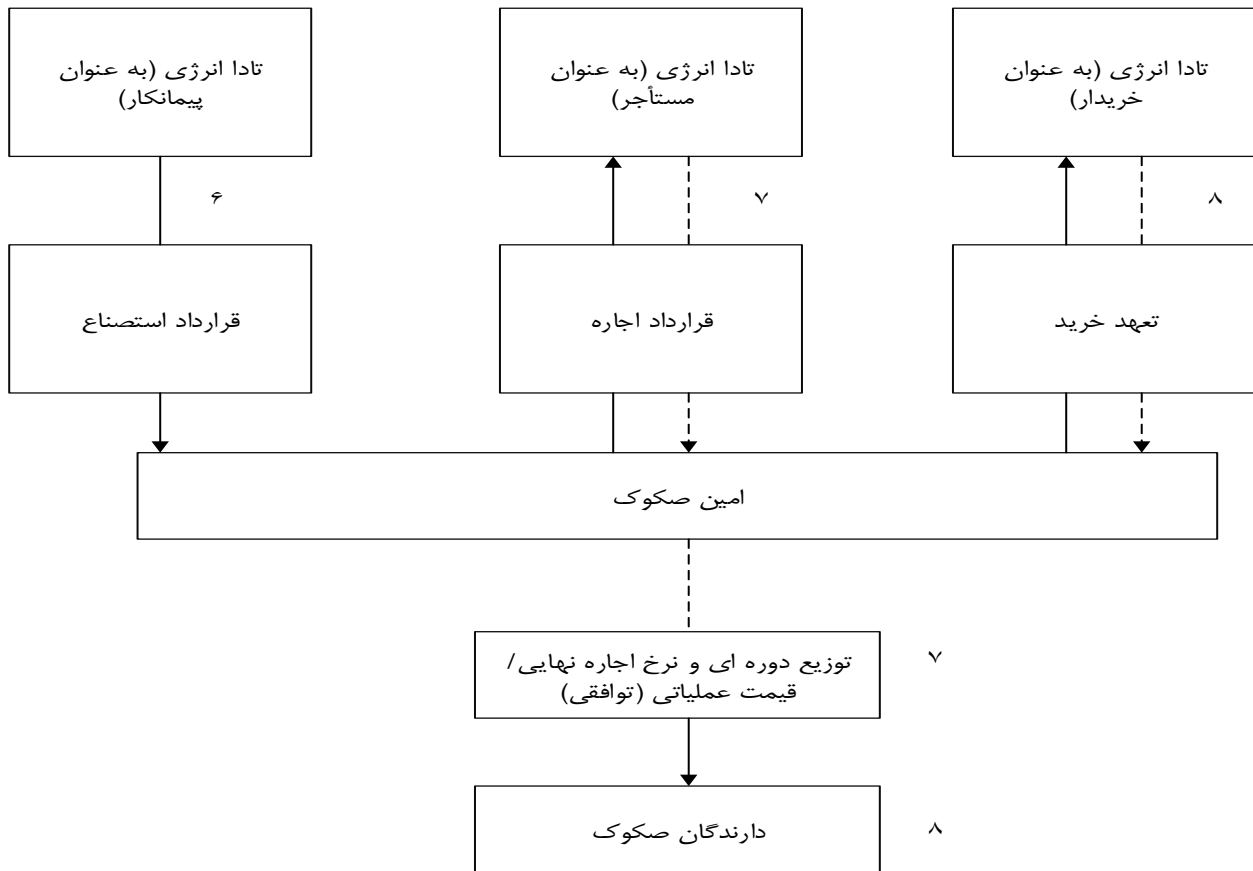 تادا انرژی (به عنوان
خریدار)
تادا انرژی (به عنوان
مستأجر)
تادا انرژی (به عنوان
پیمانکار)
۸
۷
۶
تعهد خرید
قرارداد اجاره
قرارداد استصناع
امین صکوک
توزیع دوره ای و نرخ اجاره نهایی/
قیمت عملیاتی (توافقی)
۷
دارندگان صکوک
۸